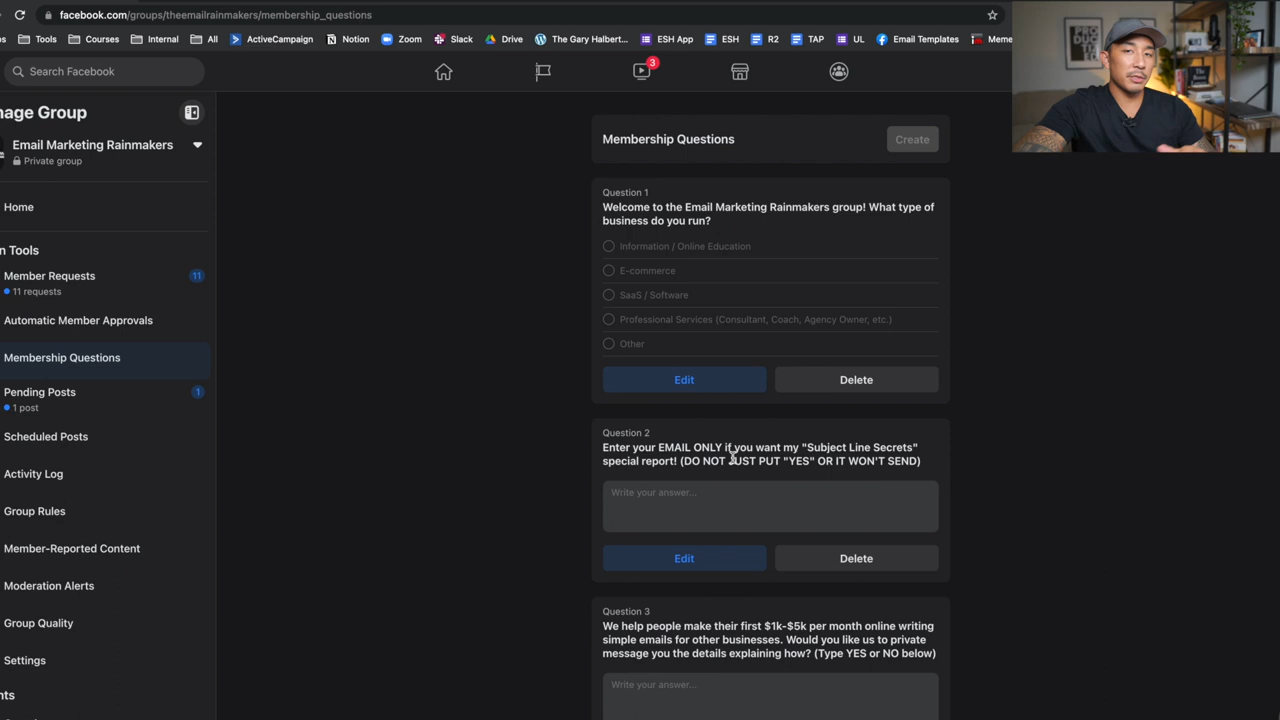 facebook.com/groups/theemailrainmakers/membership_questions
Tools
Courses
Internal
All
ActiveCampaign
Notion
Zoom
Slack
Drive
The Gary Halbert...
ESH App
ESH
R2
TAP
UL
Email Templates
Meme
Search Facebook
3
nage Group
Email Marketing Rainmakers
Private group
Home
n Tools
Member Requests
11
11 requests
Automatic Member Approvals
Membership Questions
Pending Posts
1
1 post
Scheduled Posts
Activity Log
Group Rules
Member-Reported Content
Moderation Alerts
Group Quality
Settings
nts
Membership Questions
Create
Question 1
Welcome to the Email Marketing Rainmakers group! What type of
business do you run?
Information / Online Education
E-commerce
SaaS / Software
Professional Services (Consultant, Coach, Agency Owner, etc.)
Other
Edit
Delete
Question 2
Enter your EMAIL ONLY if you want my "Subject Line Secrets"
special report! (DO NOT JUST PUT "YES" OR IT WON'T SEND)
Write your answer...
Edit
Delete
Question 3
We help people make their first $1k-$5k per month online writing
simple emails for other businesses. Would you like us to private
message you the details explaining how? (Type YES or NO below)
Write your answer...